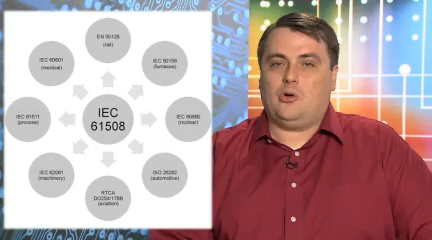 EN 50128
(rail)
IEC 60601
(medical)
IEC 50156
(furnaces)
IEC 61511
(process)
IEC
61508
IEC 60880
(nuclear)
IEC 62061
(machinery)
ISO 26262
(automotive)
RTCA
DO254/178B
(aviation)